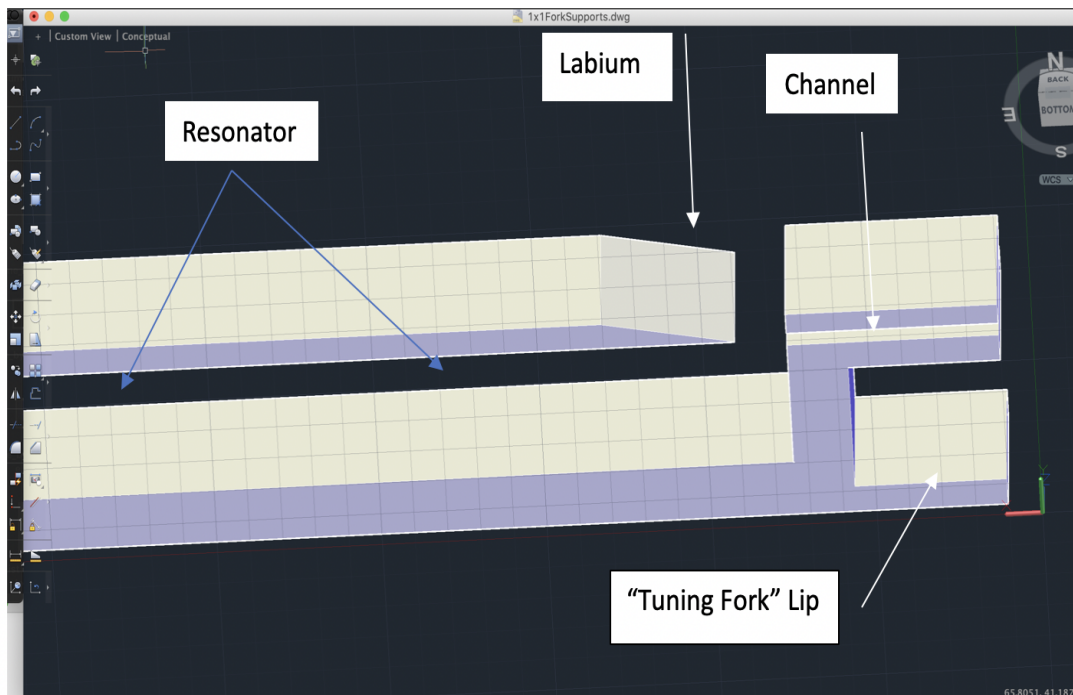 1x1ForkSupports.dwg
+ | Custom View | Conceptual
Labium
Channel
Resonator
N
BACK
BOTTOM
E
S
WCS
"Tuning Fork" Lip